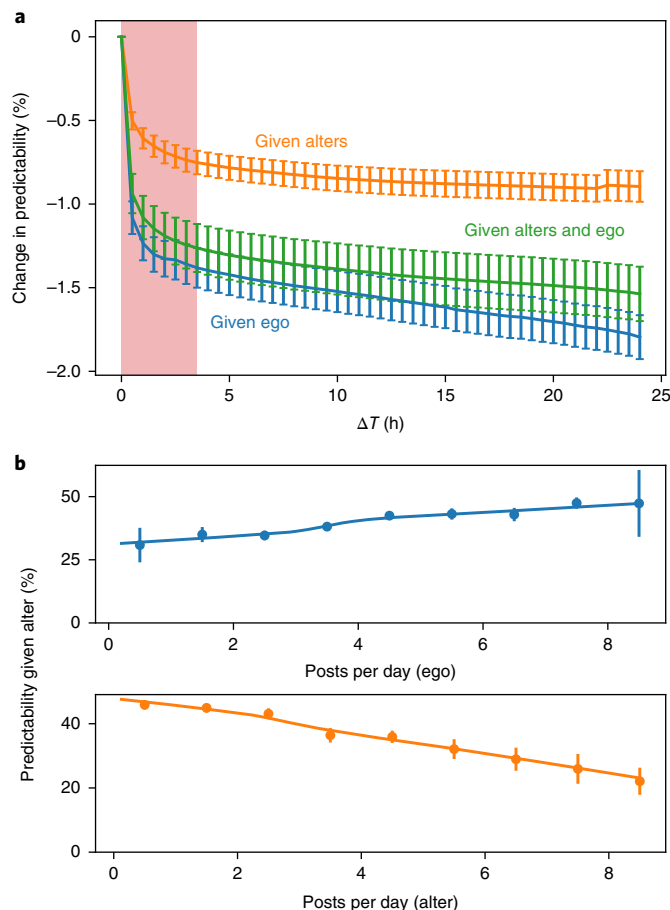 a
0
−0.5
−1.0
−1.5
−2.0
Change in predictability (%)
Given alters
Given alters and ego
Given ego
0 5 10 15 20 25
ΔT (h)
b
Predictability given alter (%)
50
25
0
0 2 4 6 8
Posts per day (ego)
40
20
0
0 2 4 6 8
Posts per day (alter)